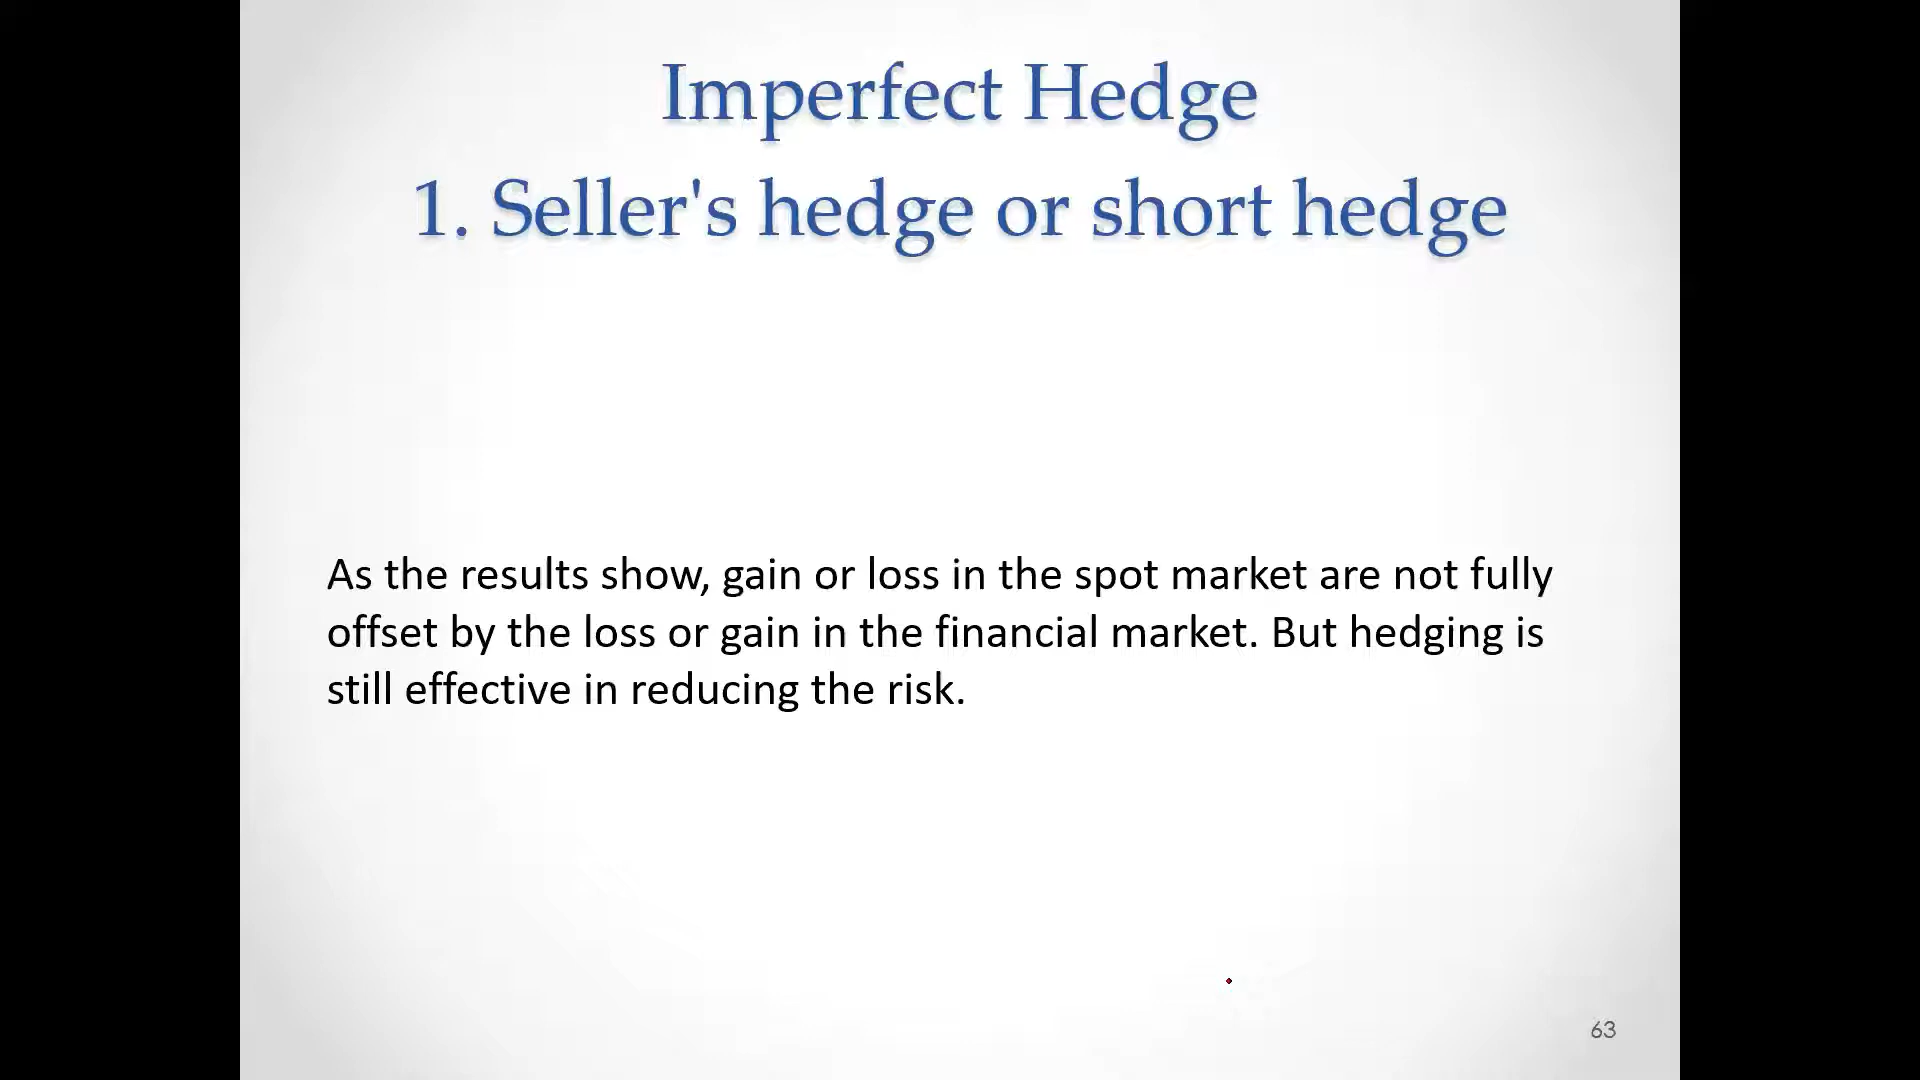 Imperfect Hedge
1. Seller's hedge or short hedge
As the results show, gain or loss in the spot market are not fully
offset by the loss or gain in the financial market. But hedging is
still effective in reducing the risk.
63